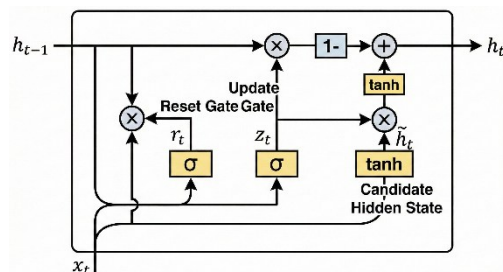 h_{t-1}
×
1-
+
h_t
tanh
Update
Gate
Reset Gate
×
r_t
z_t
×
h̃_t
σ
σ
tanh
Candidate
Hidden State
x_t